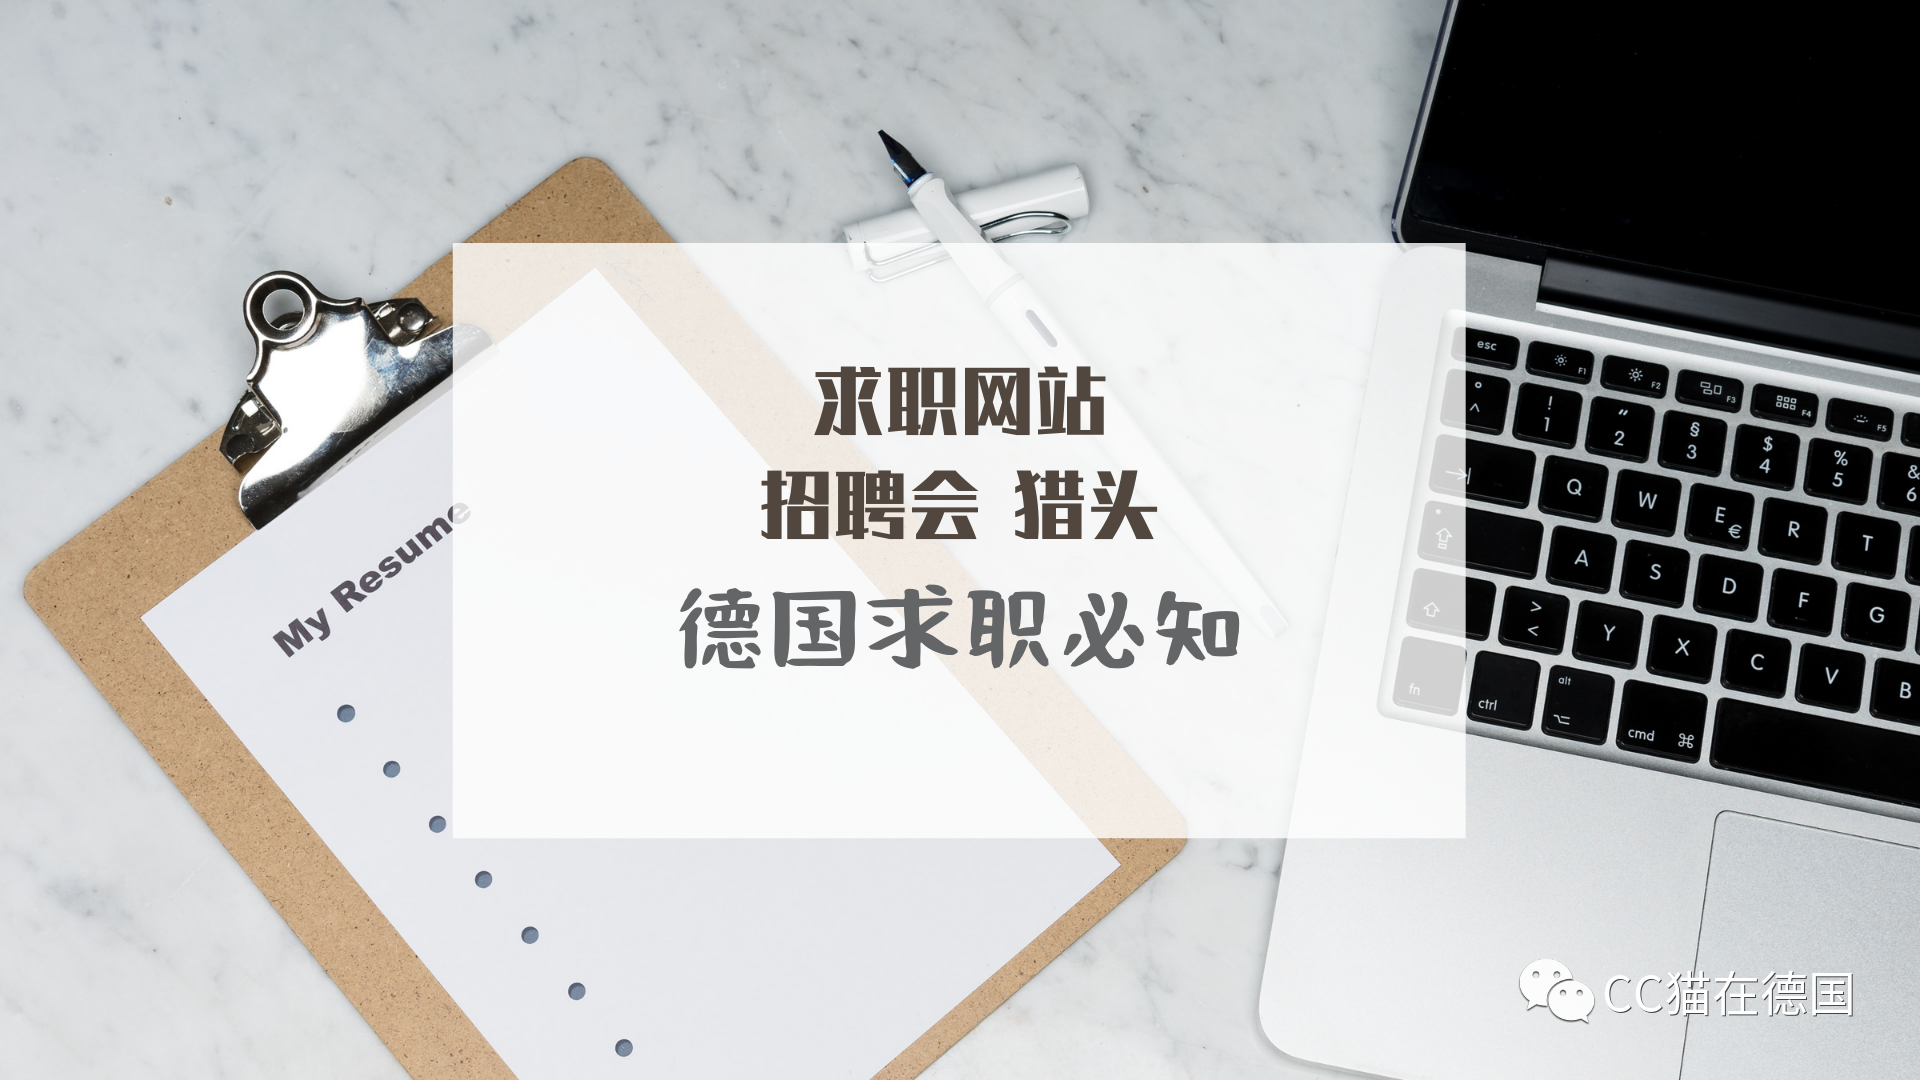 求职网站
招聘会 猎头
德国求职必知
My Resume
esc
F1 F2 F3 F4 F5
° ! " § $ % &
^ 1 2 3 4 5 6
Q W E € R T
A S D F G
> < Y X C V B
fn ctrl alt cmd ⌘
CC猫在德国